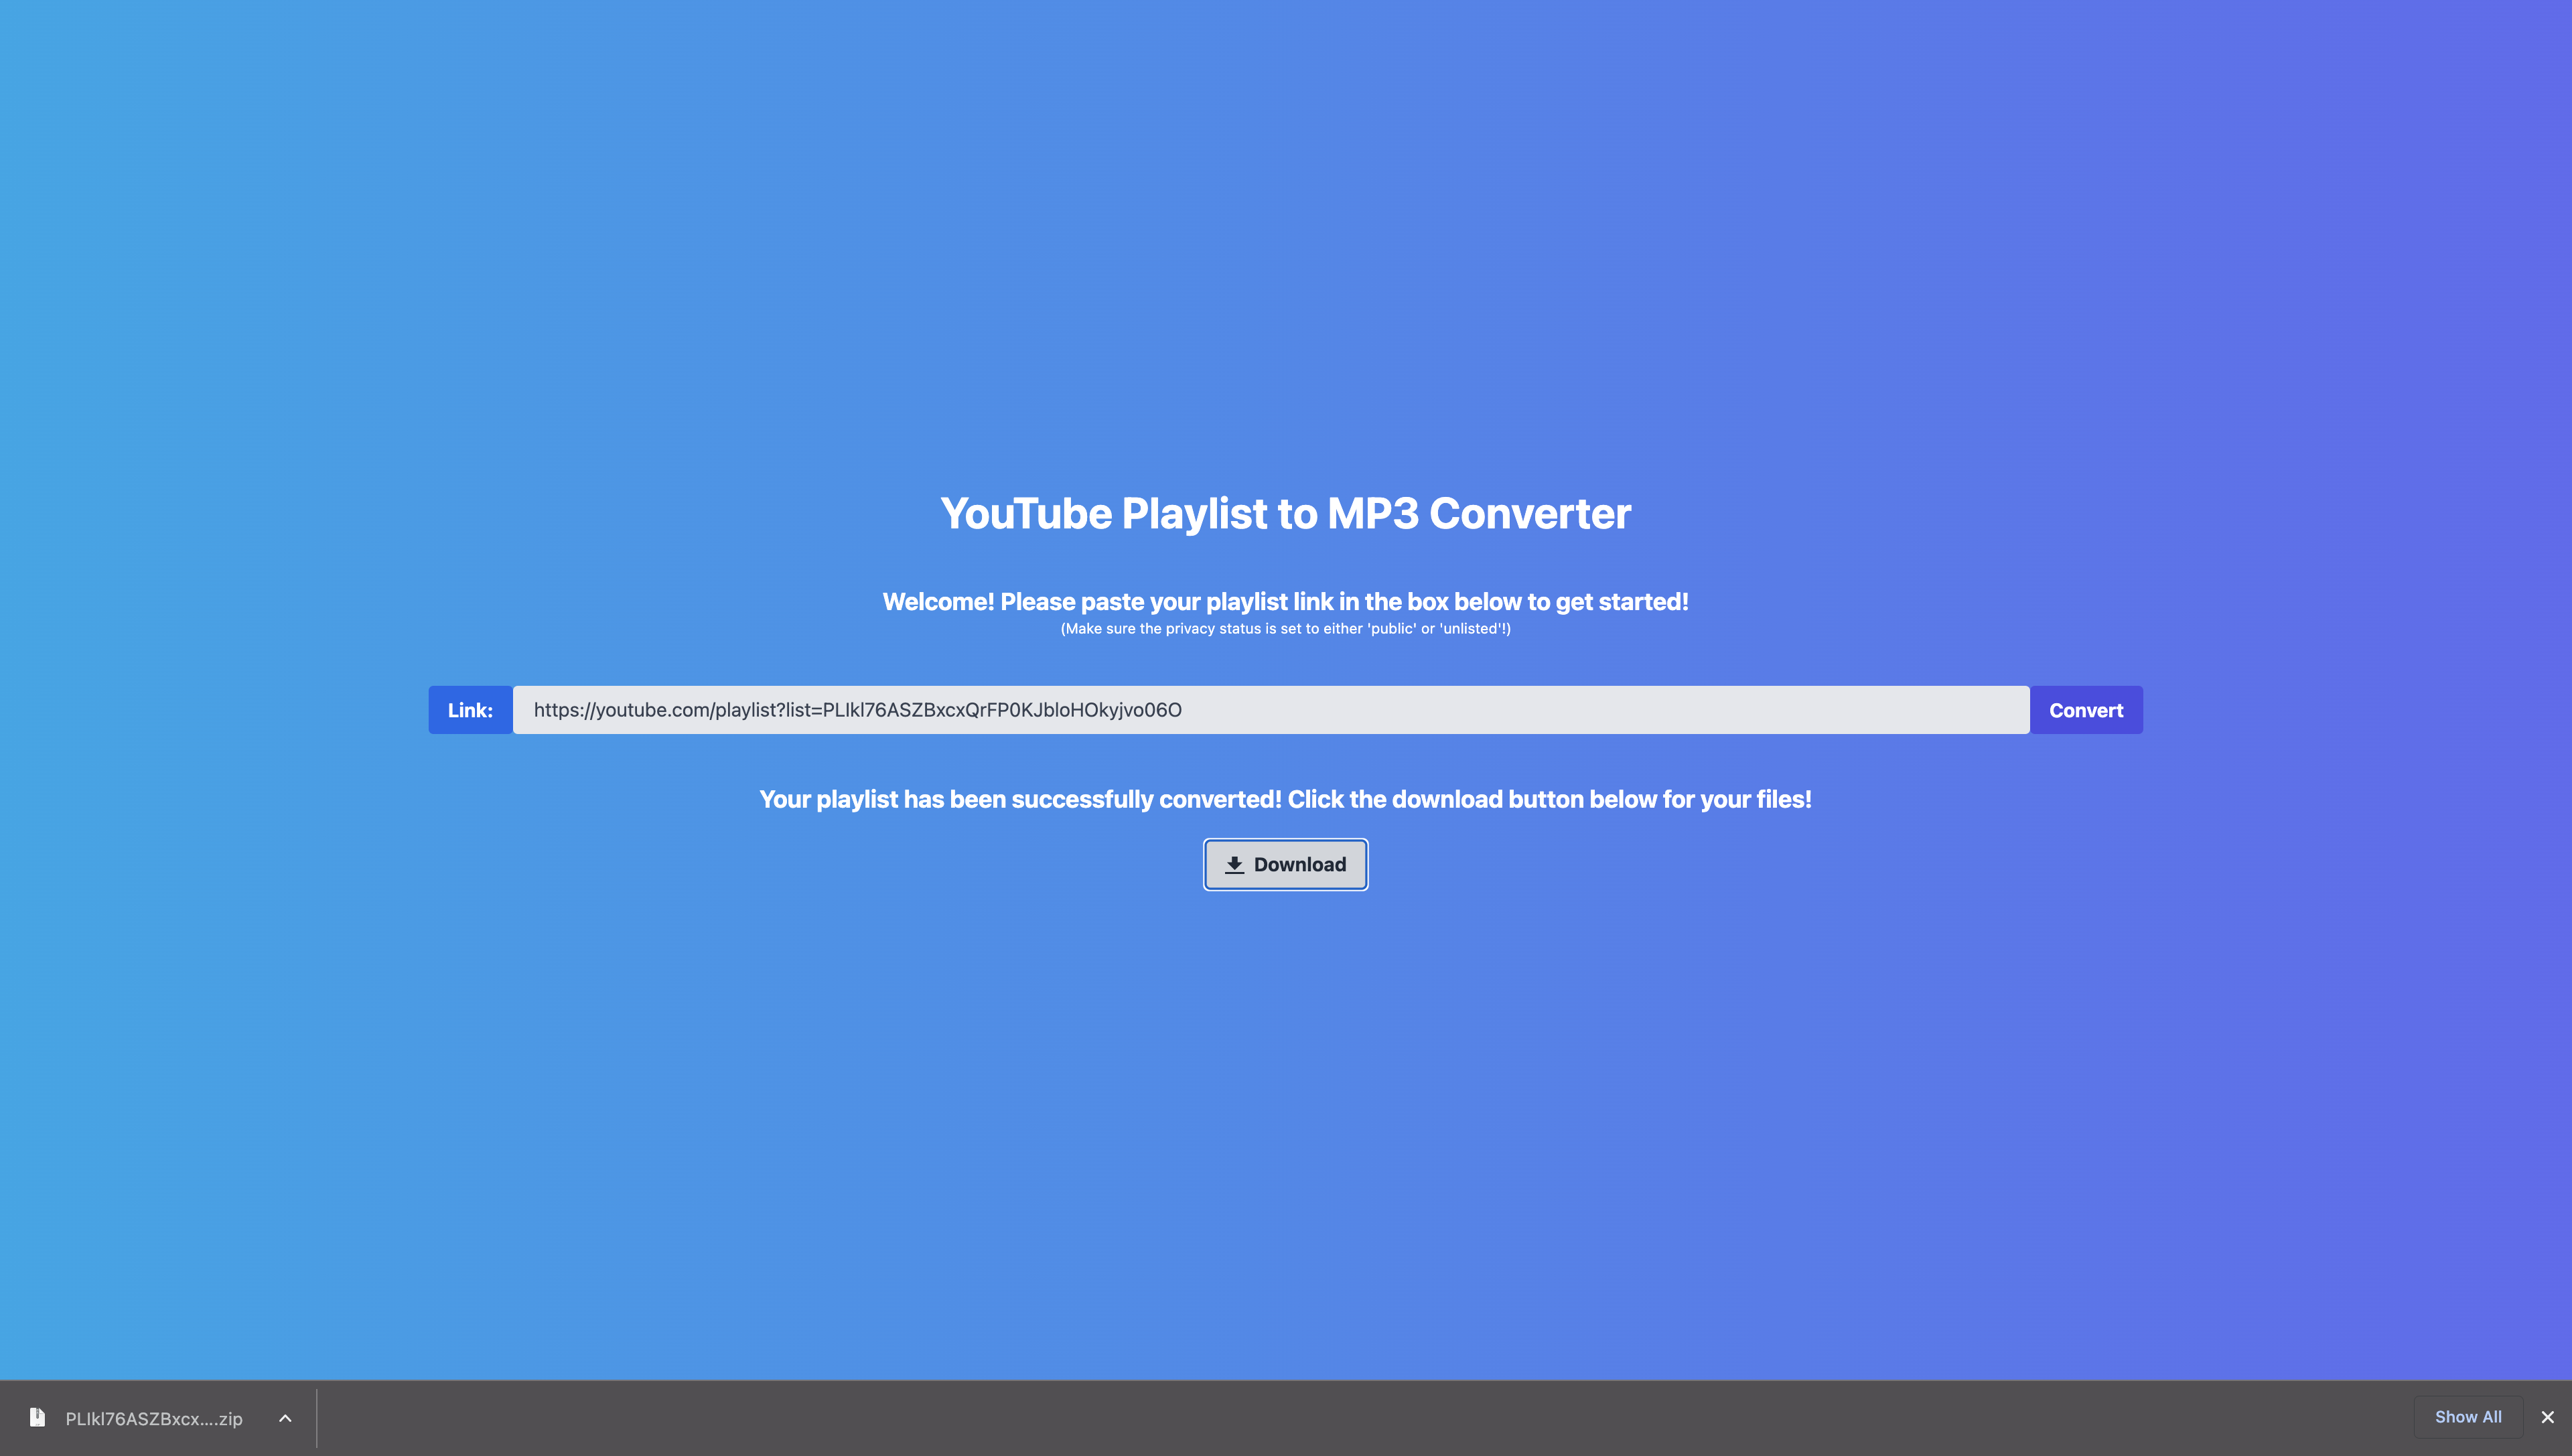 YouTube Playlist to MP3 Converter
Welcome! Please paste your playlist link in the box below to get started!
(Make sure the privacy status is set to either 'public' or 'unlisted'!)
Link: https://youtube.com/playlist?list=PLIkl76ASZBxcxQrFP0KJbloHOkyjvo06O Convert
Your playlist has been successfully converted! Click the download button below for your files!
Download
PLIkl76ASZBxcx....zip Show All